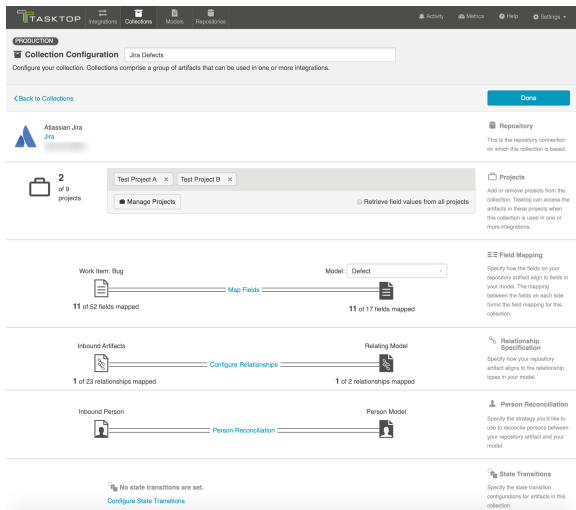 TASKTOP
Integrations
Collections
Models
Repositories
Activity
Metrics
Help
Settings
PRODUCTION
Collection Configuration
Jira Defects
Configure your collection. Collections comprise a group of artifacts that can be used in one or more integrations.
Back to Collections
Done
Atlassian Jira
Jira
Repository
This is the repository connection
on which this collection is based.
2
of 9
projects
Test Project A ×
Test Project B ×
Manage Projects
Retrieve field values from all projects
Projects
Add or remove projects from the
collection. Tasktop can access the
artifacts in these projects when
this collection is used in one or
more integrations.
Work Item: Bug
Model:
Defect
Map Fields
11 of 52 fields mapped
11 of 17 fields mapped
Field Mapping
Specify how the fields on your
repository artifact align to fields in
your model. The mapping
between the fields on each side
forms the field mapping for this
collection.
Inbound Artifacts
Relating Model
Configure Relationships
1 of 23 relationships mapped
1 of 2 relationships mapped
Relationship
Specification
Specify how your repository
artifact aligns to the relationship
types in your model.
Inbound Person
Person Model
Person Reconciliation
Person Reconciliation
Specify the strategy you'd like to
use to reconcile persons between
your repository artifact and your
model.
No state transitions are set.
Configure State Transitions
State Transitions
Specify the state transition
configurations for artifacts in this
collection.